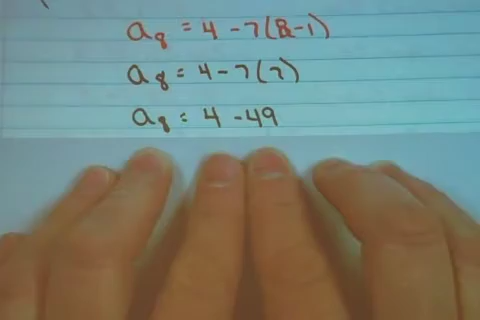 a₈ = 4 - 7(8-1)
a₈ = 4 - 7(7)
a₈ = 4 - 49